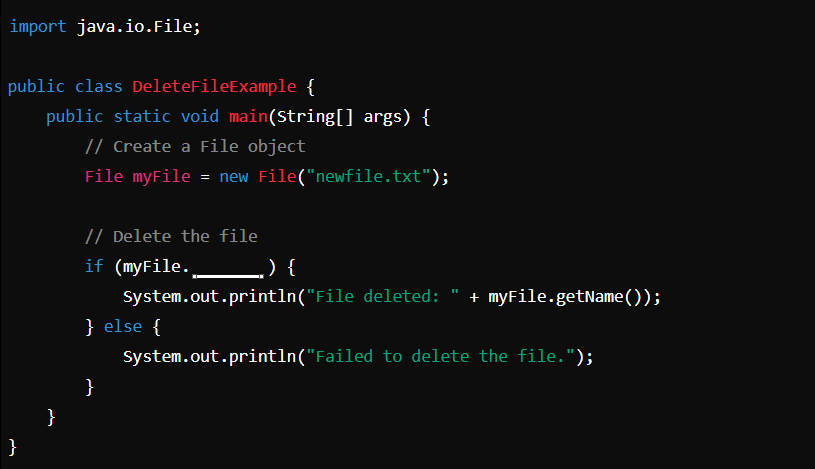 import java.io.File;
public class DeleteFileExample {
public static void main(String[] args) {
// Create a File object
File myFile = new File("newfile.txt");
// Delete the file
if (myFile. _______ ) {
System.out.println("File deleted: " + myFile.getName());
} else {
System.out.println("Failed to delete the file.");
}
}
}